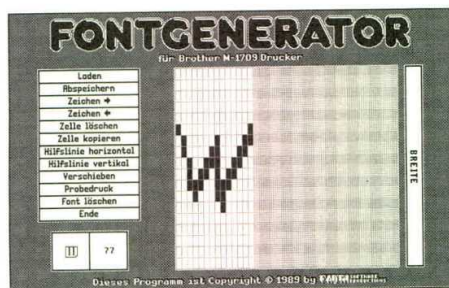 FONTGENERATOR
für Brother M-1709 Drucker
Laden
Abspeichern
Zeichen →
Zeichen ←
Zelle löschen
Zelle kopieren
Hilfslinie horizontal
Hilfslinie vertikal
Verschieben
Probedruck
Font löschen
Ende
77
BREITE
Dieses Programm ist Copyright © 1989 by